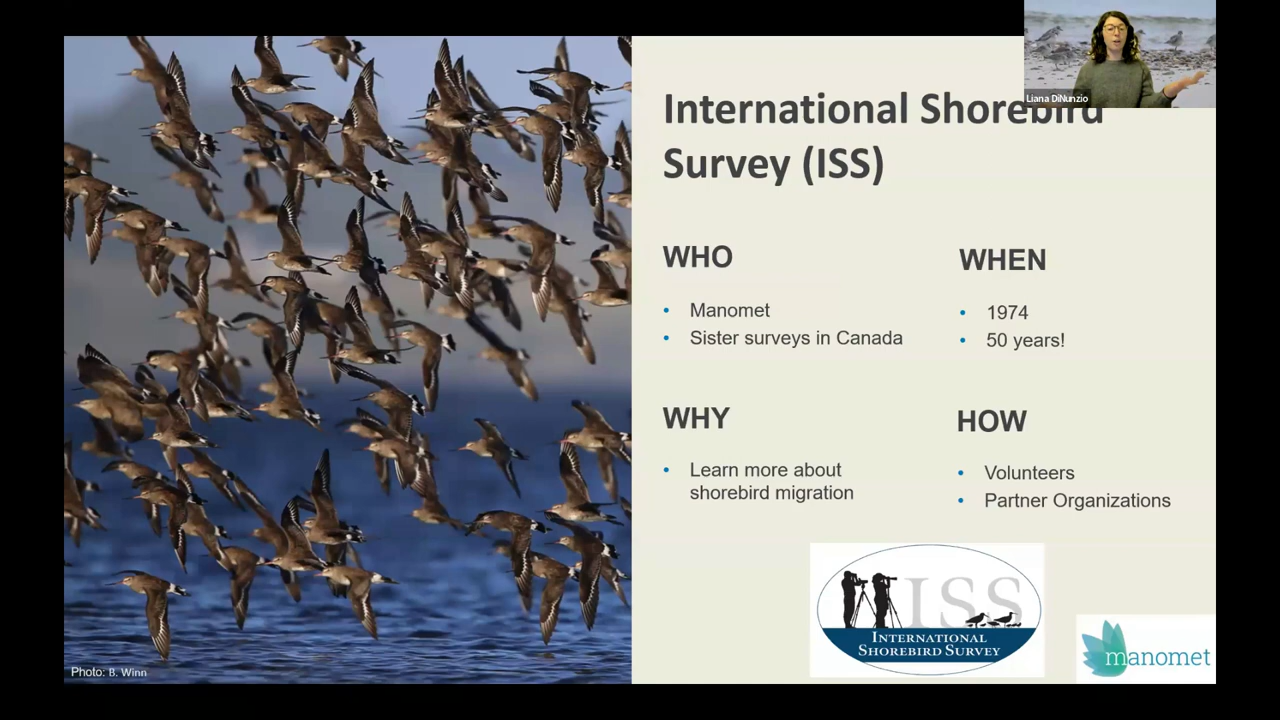 Liana DiNunzio
International Shorebird
Survey (ISS)
WHO
• Manomet
• Sister surveys in Canada
WHEN
• 1974
• 50 years!
WHY
• Learn more about
shorebird migration
HOW
• Volunteers
• Partner Organizations
ISS
INTERNATIONAL
SHOREBIRD SURVEY
manomet
Photo: B. Winn